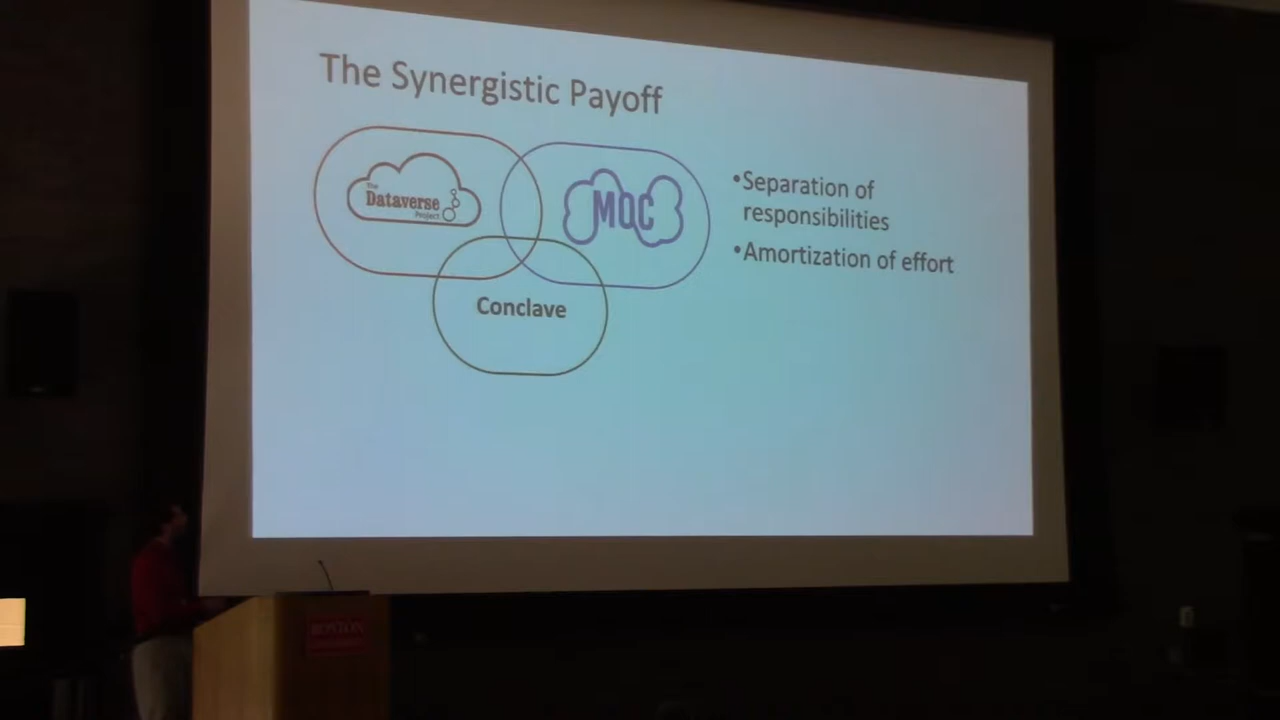 The Synergistic Payoff
The
Dataverse
Project
MOC
Conclave
•Separation of
responsibilities
•Amortization of effort
BOSTON